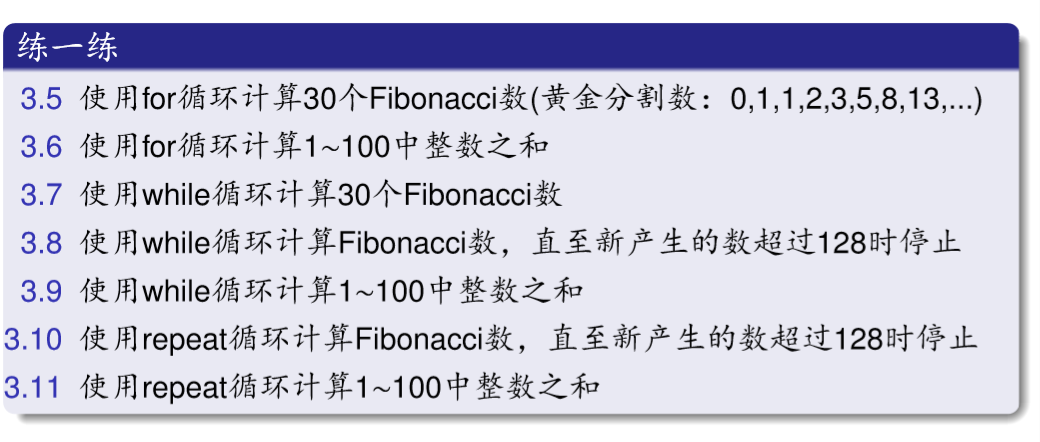 练一练
3.5 使用for循环计算30个Fibonacci数(黄金分割数：0,1,1,2,3,5,8,13,...)
3.6 使用for循环计算1~100中整数之和
3.7 使用while循环计算30个Fibonacci数
3.8 使用while循环计算Fibonacci数，直至新产生的数超过128时停止
3.9 使用while循环计算1~100中整数之和
3.10 使用repeat循环计算Fibonacci数，直至新产生的数超过128时停止
3.11 使用repeat循环计算1~100中整数之和